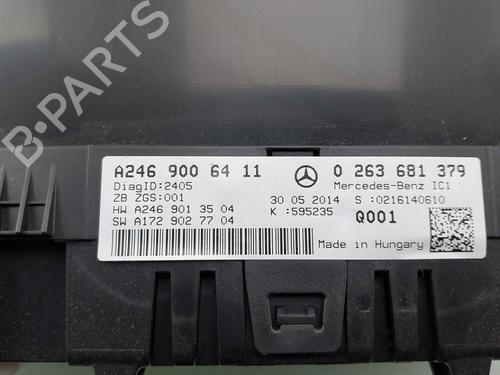 A246 900 64 11 0 263 681 379
DiagID:2405 Mercedes-Benz IC1
ZB ZGS:001 30 05 2014 S :0216140610
HW A246 901 35 04 K :595235 Q001
SW A172 902 77 04
Made in Hungary
B-PARTS